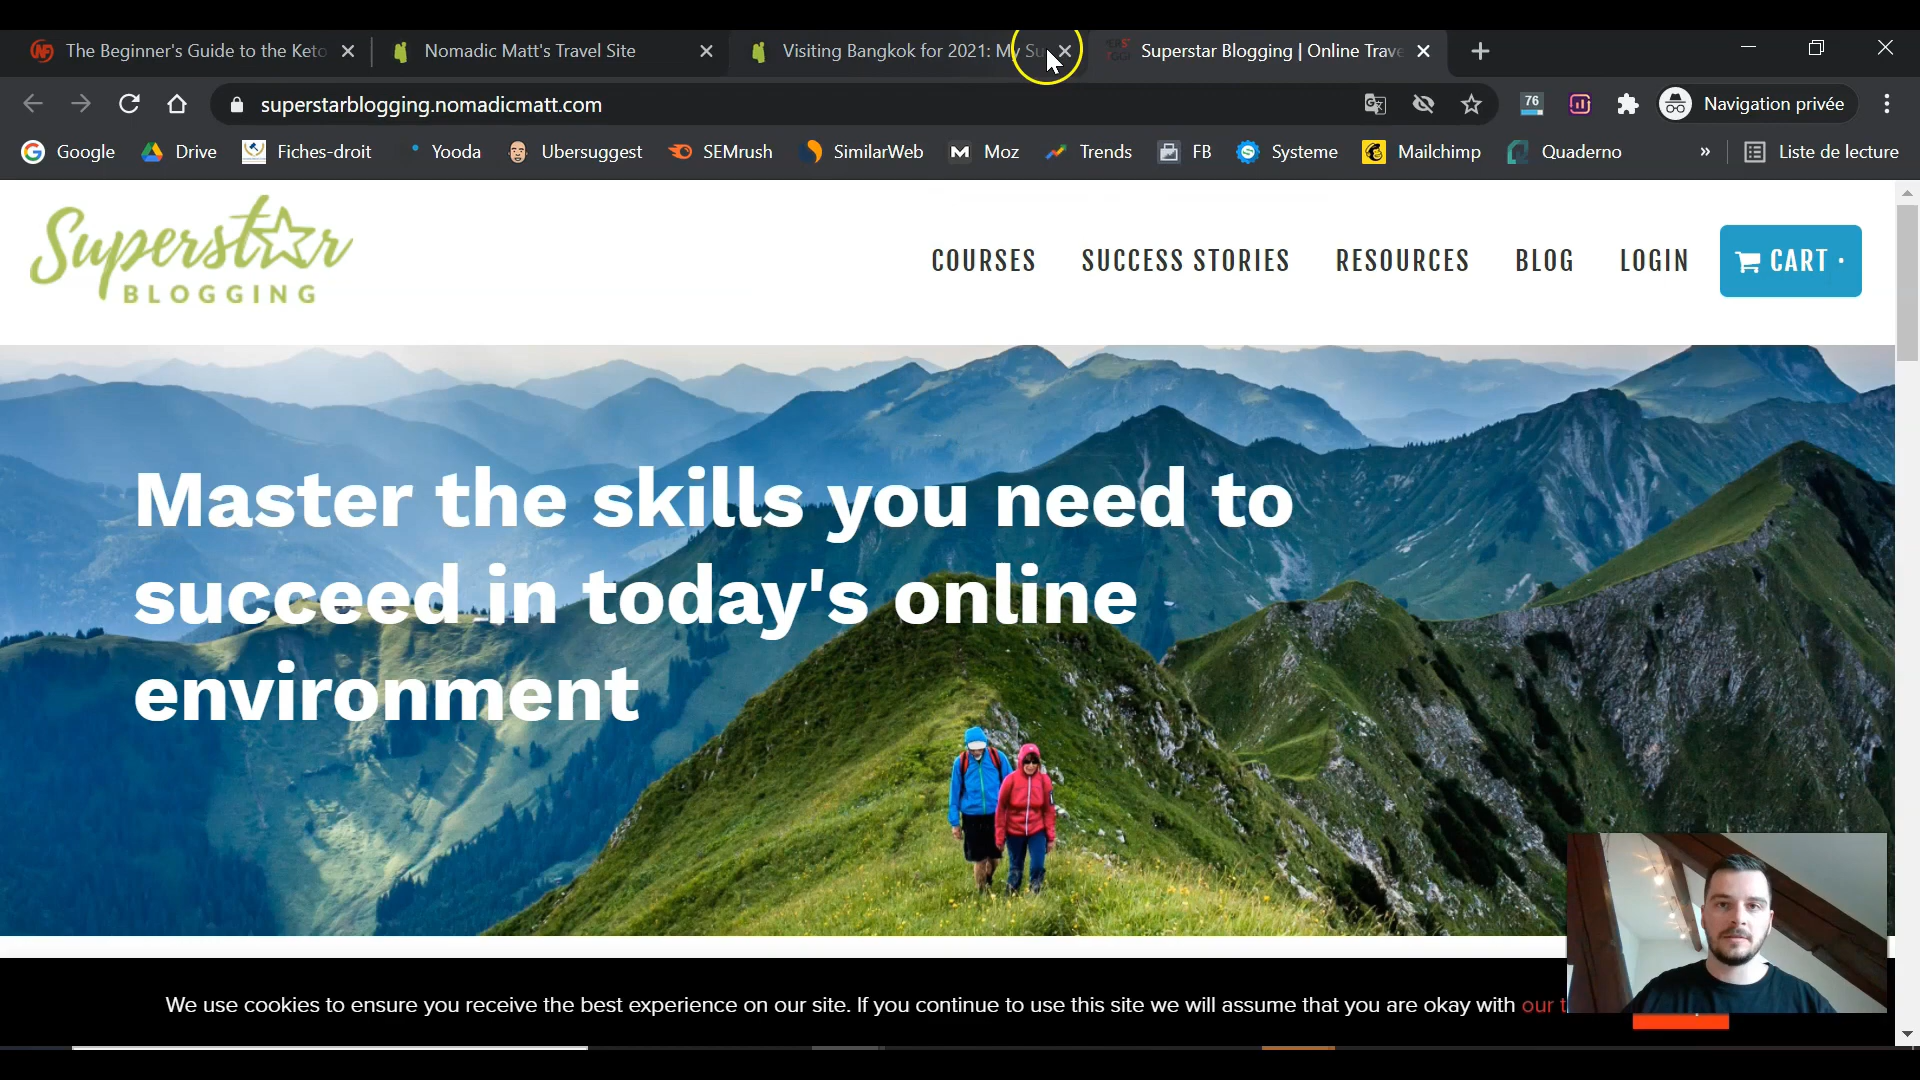 The Beginner's Guide to the Keto
Nomadic Matt's Travel Site
Visiting Bangkok for 2021: My Su
Superstar Blogging | Online Trave
superstarblogging.nomadicmatt.com
76
Navigation privée
Google
Drive
Fiches-droit
Yooda
Ubersuggest
SEMrush
SimilarWeb
Moz
Trends
FB
Systeme
Mailchimp
Quaderno
»
Liste de lecture
Superstar
BLOGGING
COURSES
SUCCESS STORIES
RESOURCES
BLOG
LOGIN
CART ·
Master the skills you need to
succeed in today's online
environment
We use cookies to ensure you receive the best experience on our site. If you continue to use this site we will assume that you are okay with our t